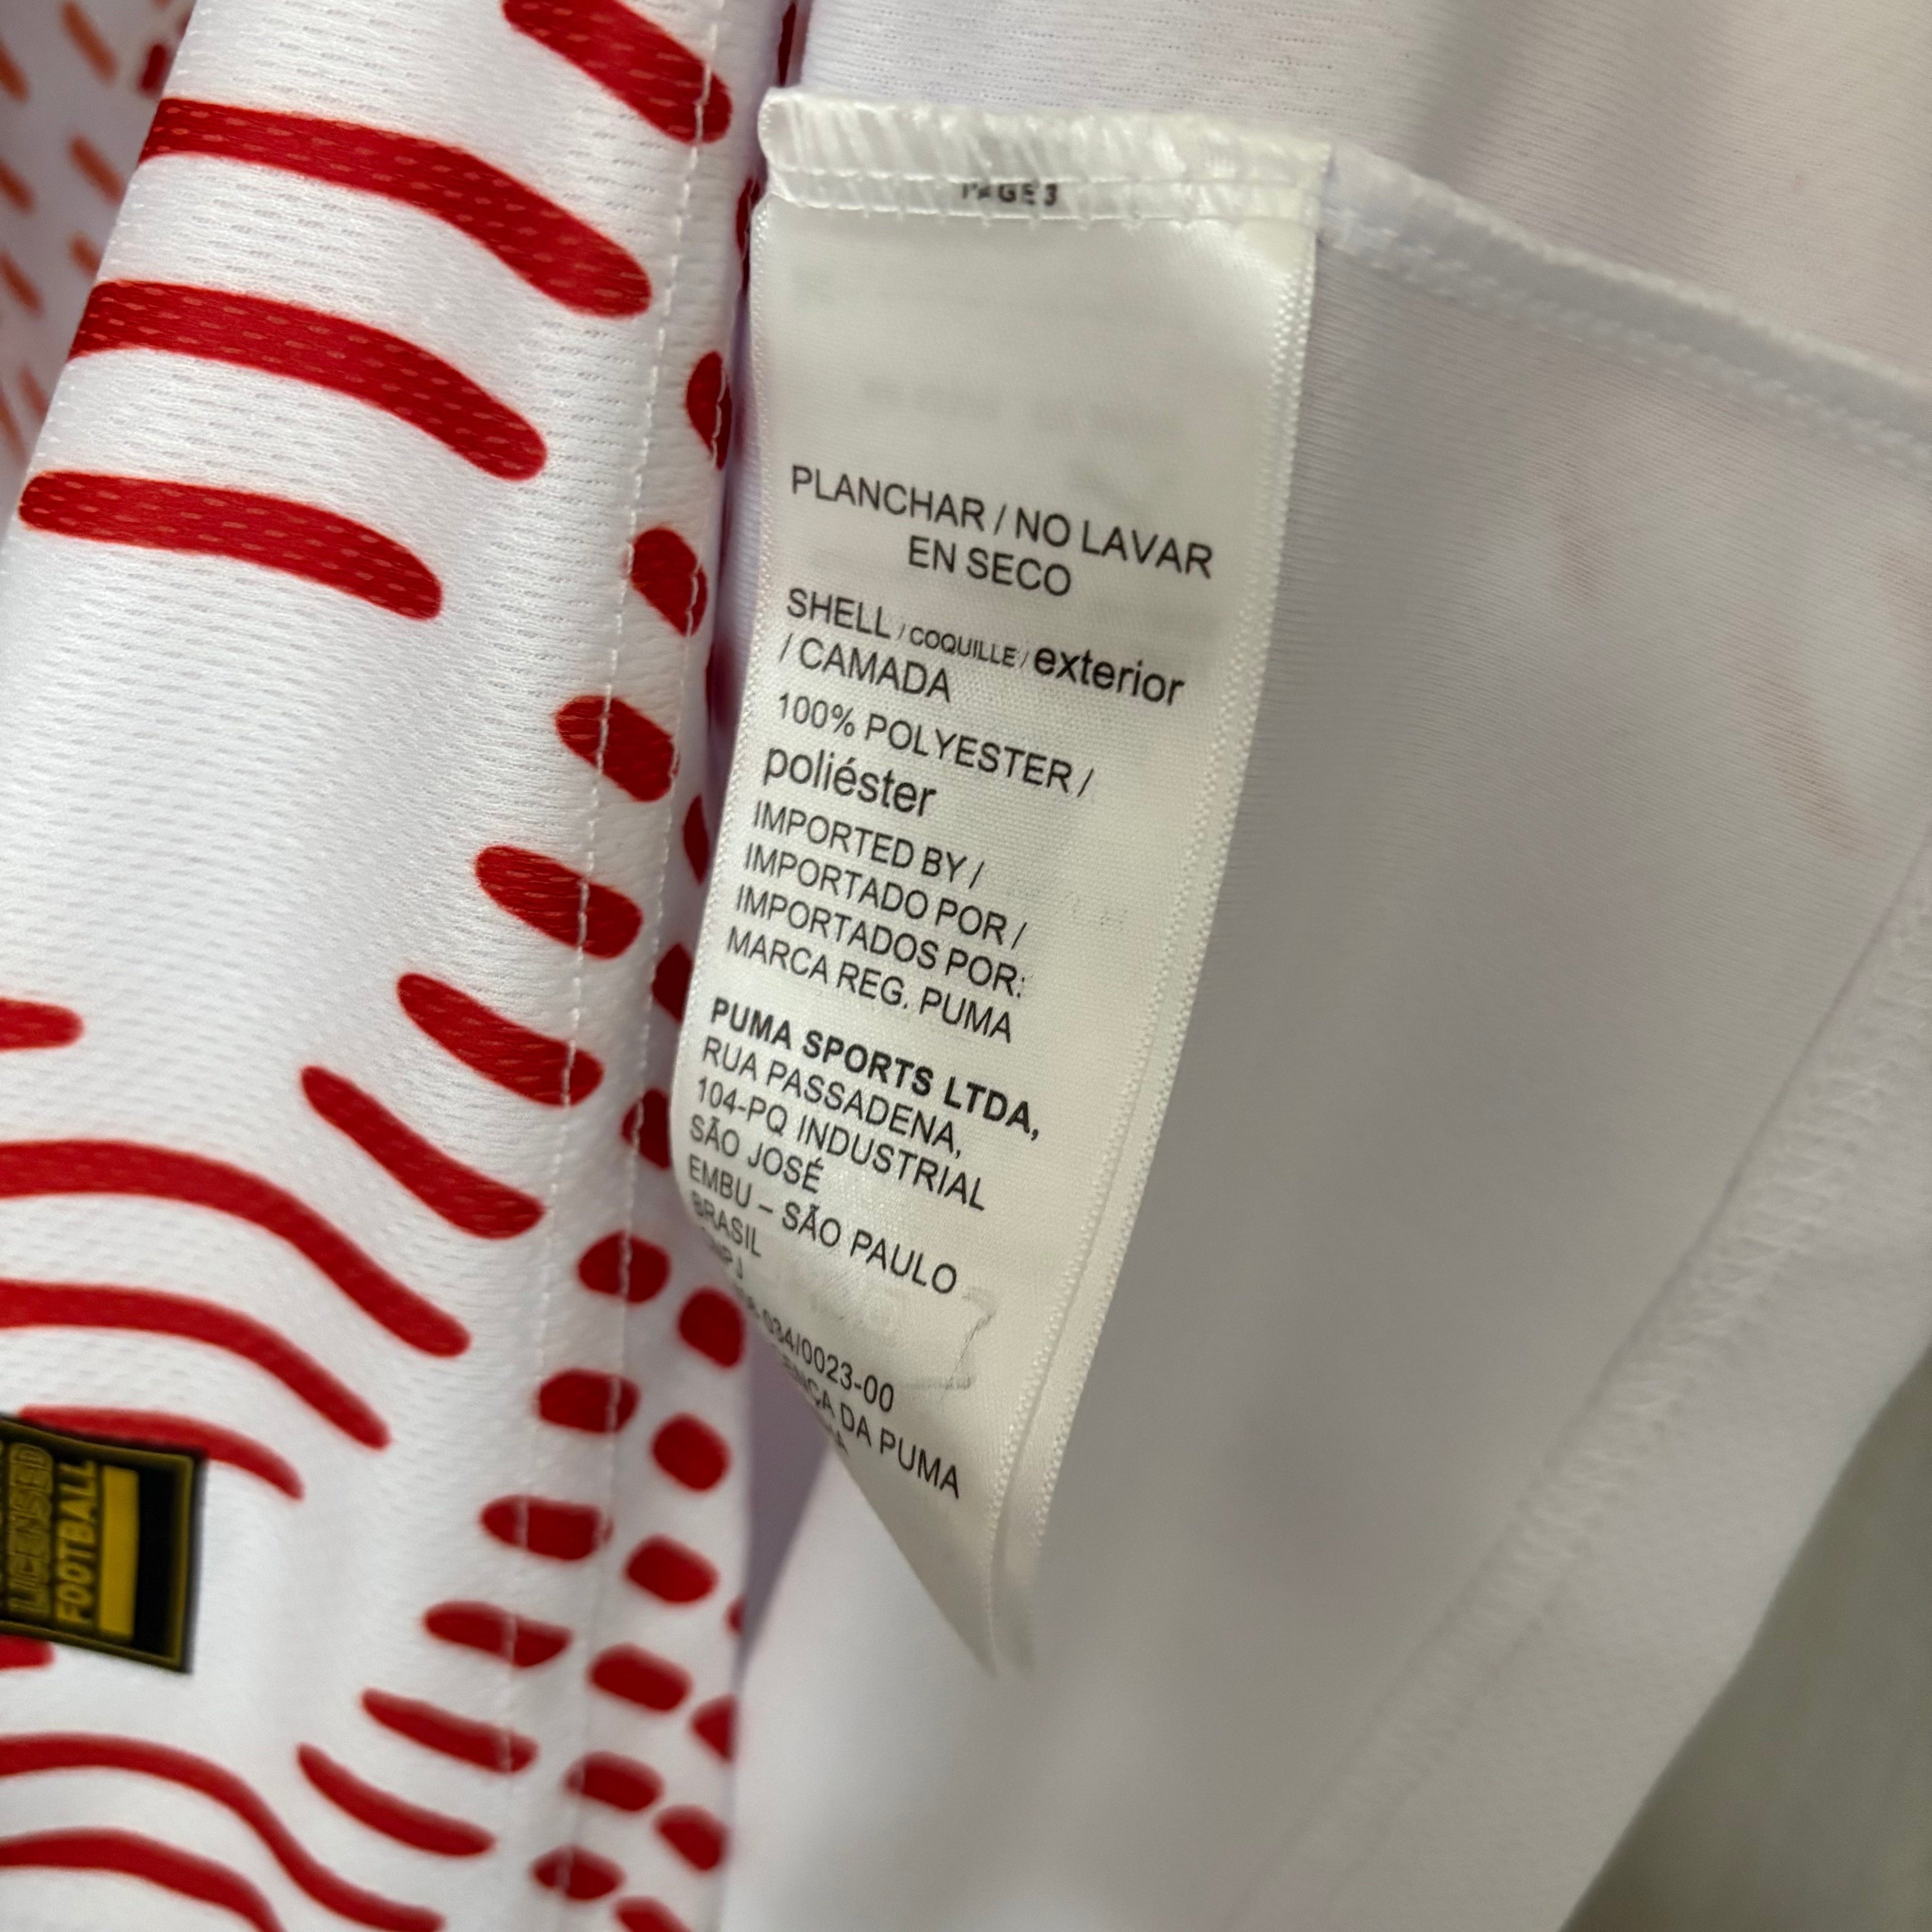 PAGE 3
PLANCHAR / NO LAVAR
EN SECO
SHELL / COQUILLE / exterior
/ CAMADA
100% POLYESTER /
poliéster
IMPORTED BY /
IMPORTADO POR /
IMPORTADOS POR:
MARCA REG. PUMA
PUMA SPORTS LTDA,
RUA PASSADENA,
104-PQ INDUSTRIAL
SÃO JOSÉ
EMBU – SÃO PAULO
BRASIL
034/0023-00
DA PUMA
LICENSED
FOOTBALL